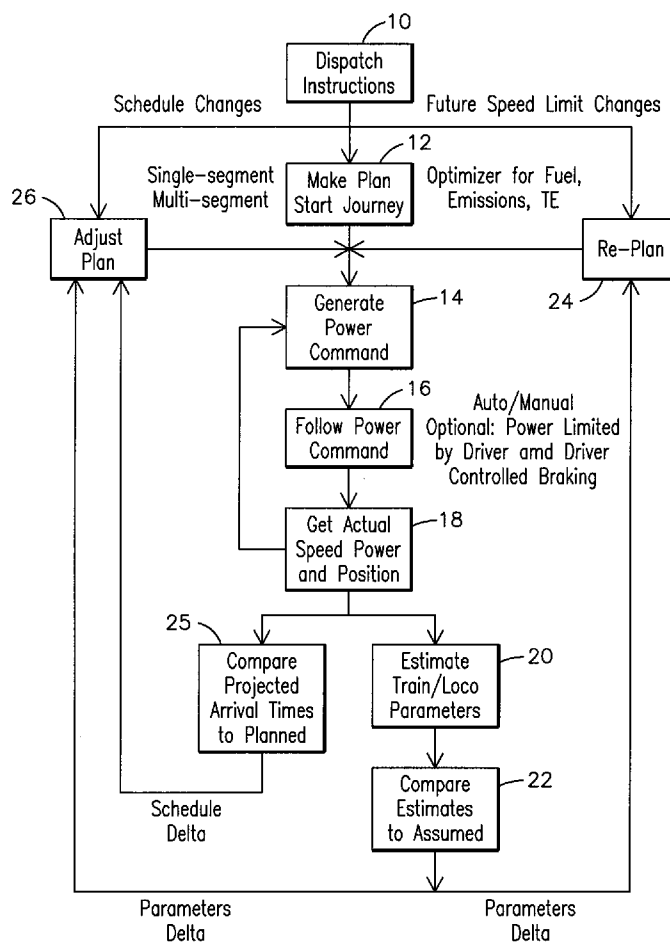 10
Dispatch
Instructions
Schedule Changes
Future Speed Limit Changes
12
Single-segment
Multi-segment
Make Plan
Start Journey
Optimizer for Fuel,
Emissions, TE
26
Adjust
Plan
Re-Plan
24
Generate
Power
Command
14
16
Follow Power
Command
Auto/Manual
Optional: Power Limited
by Driver amd Driver
Controlled Braking
Get Actual
Speed Power
and Position
18
25
Compare
Projected
Arrival Times
to Planned
Estimate
Train/Loco
Parameters
20
Compare
Estimates
to Assumed
22
Schedule
Delta
Parameters
Delta
Parameters
Delta